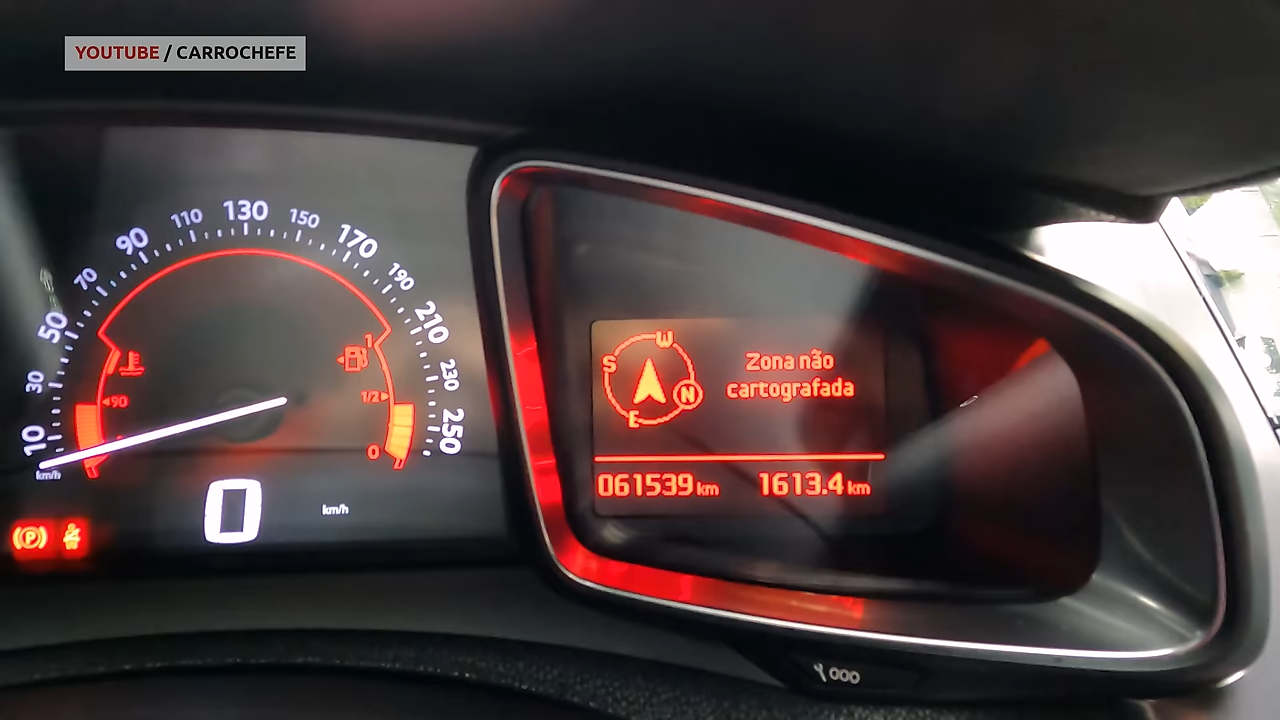 YOUTUBE / CARROCHEFE
10
30
50
70
90
110
130
150
170
190
210
230
250
km/h
90
1
1/2
0
0
km/h
P
W
S
N
E
Zona não
cartografada
061539 km 1613.4 km
000